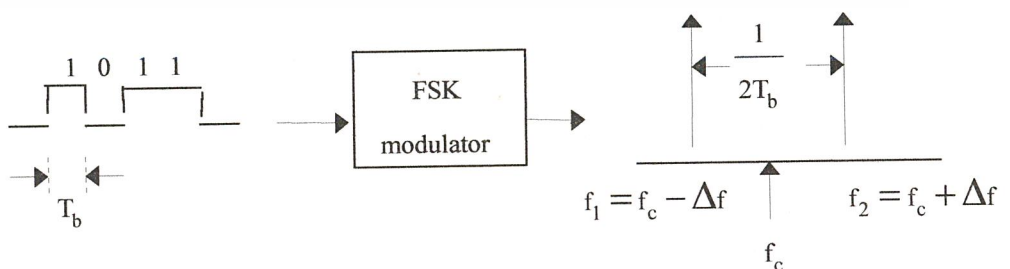 1 0 1 1
T_b
FSK
modulator
1
2T_b
f_1 = f_c − Δf
f_2 = f_c + Δf
f_c